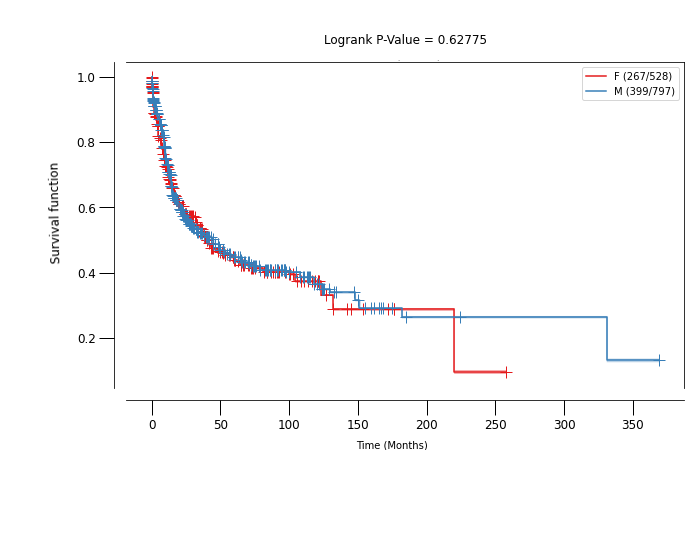 Logrank P-Value = 0.62775
F (267/528)
M (399/797)
1.0
0.8
0.6
0.4
0.2
Survival function
0 50 100 150 200 250 300 350
Time (Months)